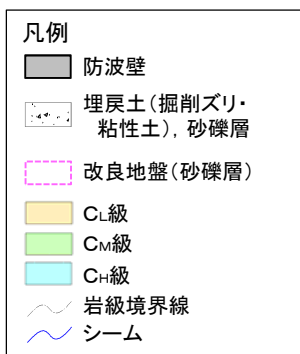 凡例
防波壁
埋戻土(掘削ズリ・
粘性土), 砂礫層
改良地盤(砂礫層)
CL級
CM級
CH級
岩級境界線
シーム